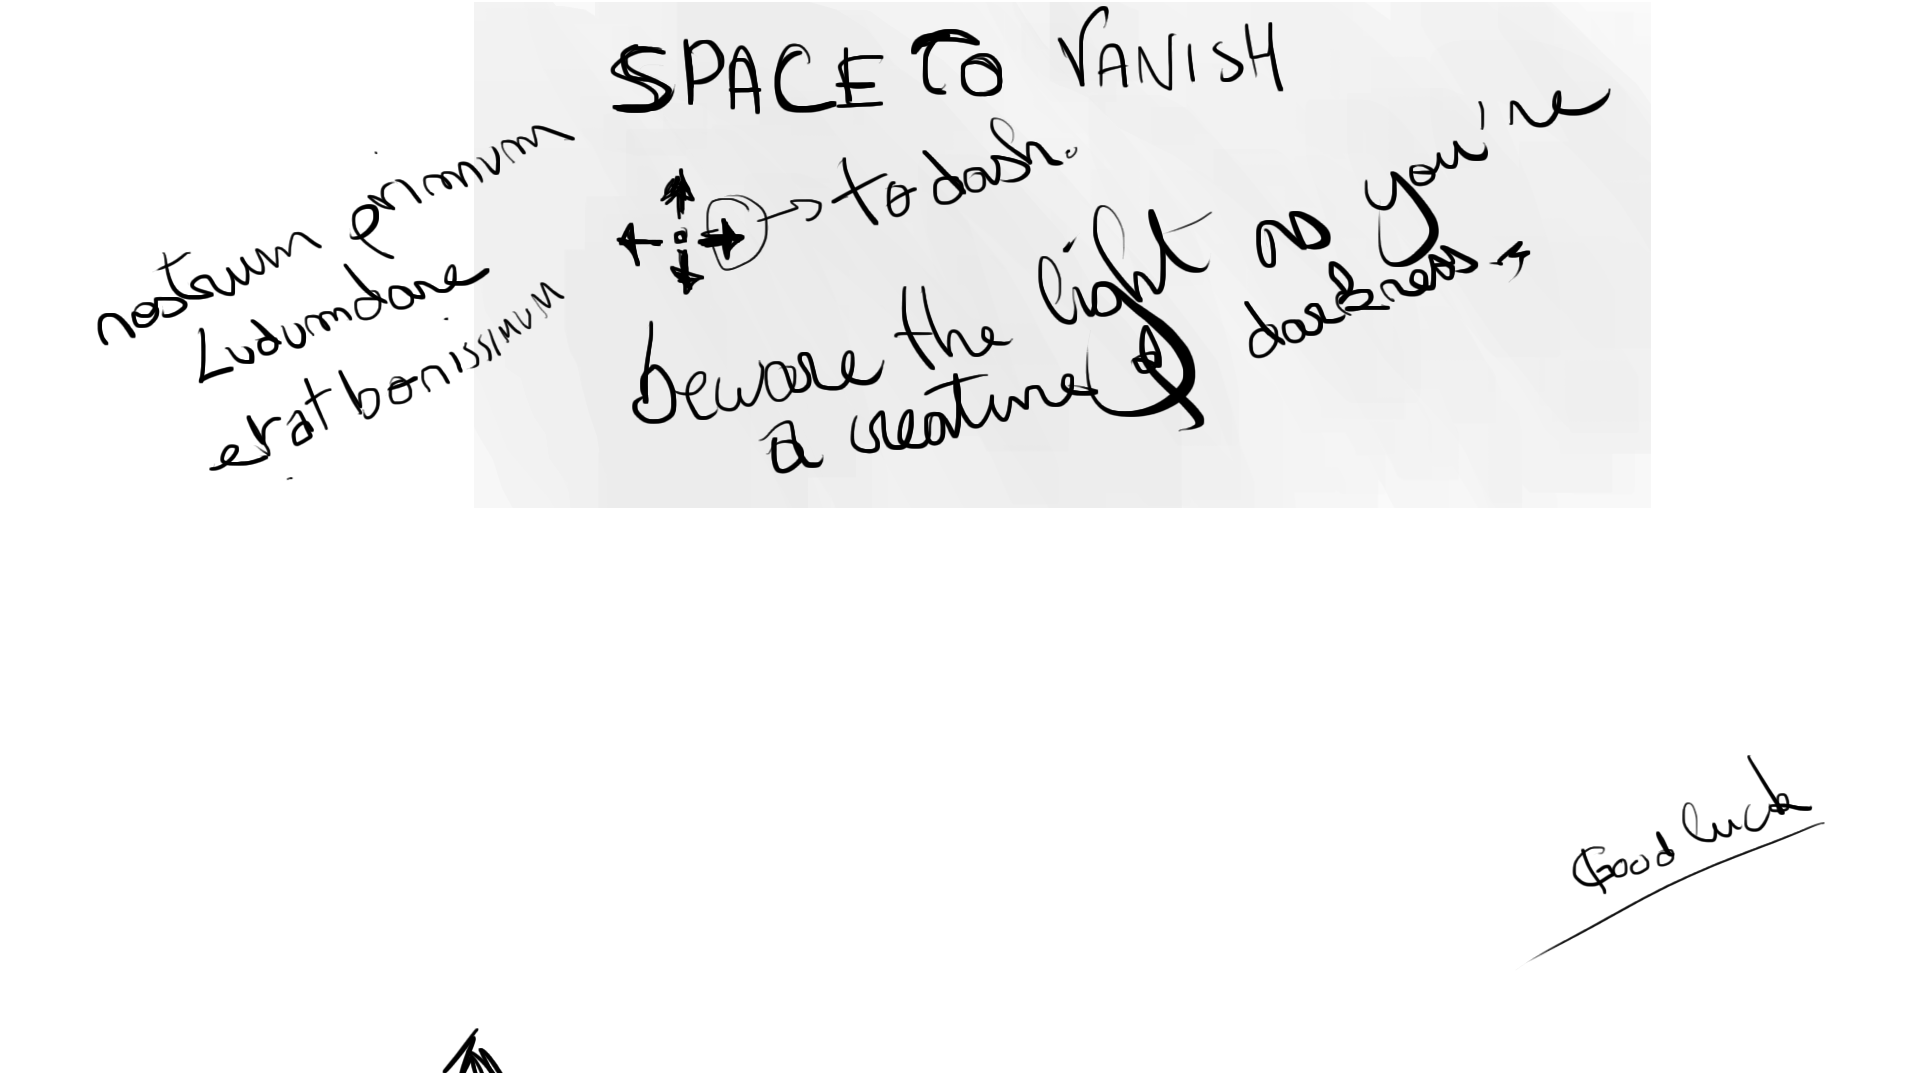 SPACE TO VANISH
to dash.
beware the light as you're
a creature of darkness
nostrum primum
Ludumdare
erat bonissimum
Good luck